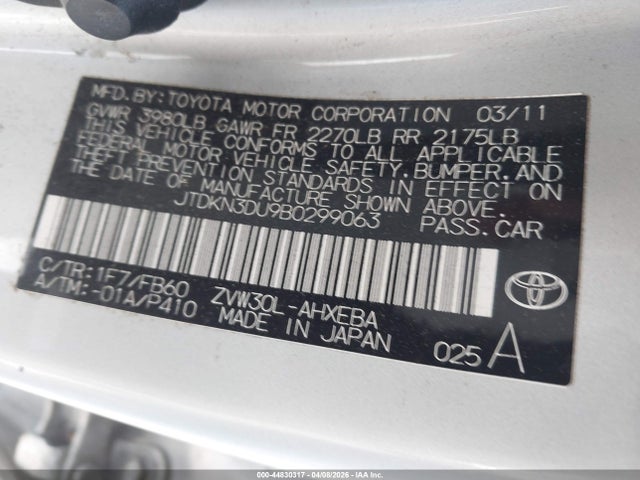 MFD. BY: TOYOTA MOTOR CORPORATION 03/11
GVWR 3980LB GAWR FR 2270LB RR 2175LB
THIS VEHICLE CONFORMS TO ALL APPLICABLE
FEDERAL MOTOR VEHICLE SAFETY, BUMPER, AND
THEFT PREVENTION STANDARDS IN EFFECT ON
THE DATE OF MANUFACTURE SHOWN ABOVE.
JTDKN3DU9B0299063 PASS. CAR
C/TR: 1F7/FB60 ZVW30L-AHXEBA
A/TM: -01A/P410 MADE IN JAPAN
TOYOTA
025 A
000-44830317 - 04/08/2026 - IAA Inc.